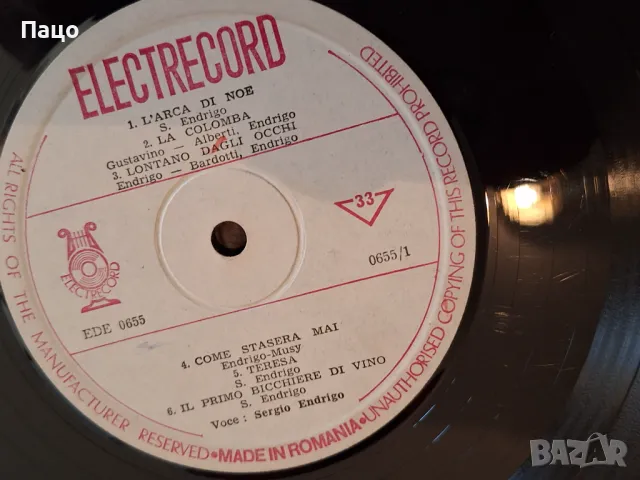 Пацо
ELECTRECORD
1. L'ARCA DI NOE
S. Endrigo
2. LA COLOMBA
Gustavino — Alberti, Endrigo
3. LONTANO DAGLI OCCHI
Endrigo — Bardotti, Endrigo
33
ELECTRECORD
0655/1
EDE 0655
4. COME STASERA MAI
Endrigo-Musy
5. TERESA
S. Endrigo
6. IL PRIMO BICCHIERE DI VINO
S. Endrigo
Voce : Sergio Endrigo
ALL RIGHTS OF THE MANUFACTURER RESERVED • MADE IN ROMANIA • UNAUTHORISED COPYING OF THIS RECORD PROHIBITED
BAZAR